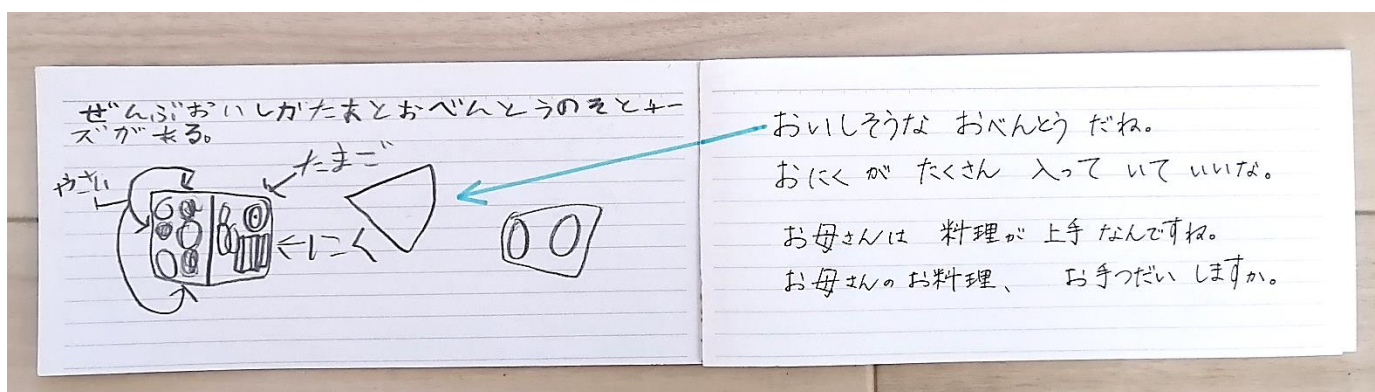 ぜんぶおいしがたまとおべんとうのそとチー
ズがある。
たまご
やさい
にく
おいしそうな おべんとう だね。
おにく が たくさん 入って いて いいな。
お母さんは 料理が 上手 なんですね。
お母さんの お料理、 お手つだい しますか。